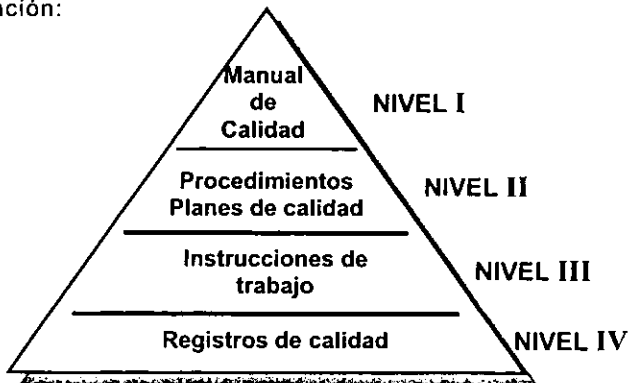 nación:
Manual
de
Calidad
NIVEL I
Procedimientos
Planes de calidad
NIVEL II
Instrucciones de
trabajo
NIVEL III
Registros de calidad
NIVEL IV